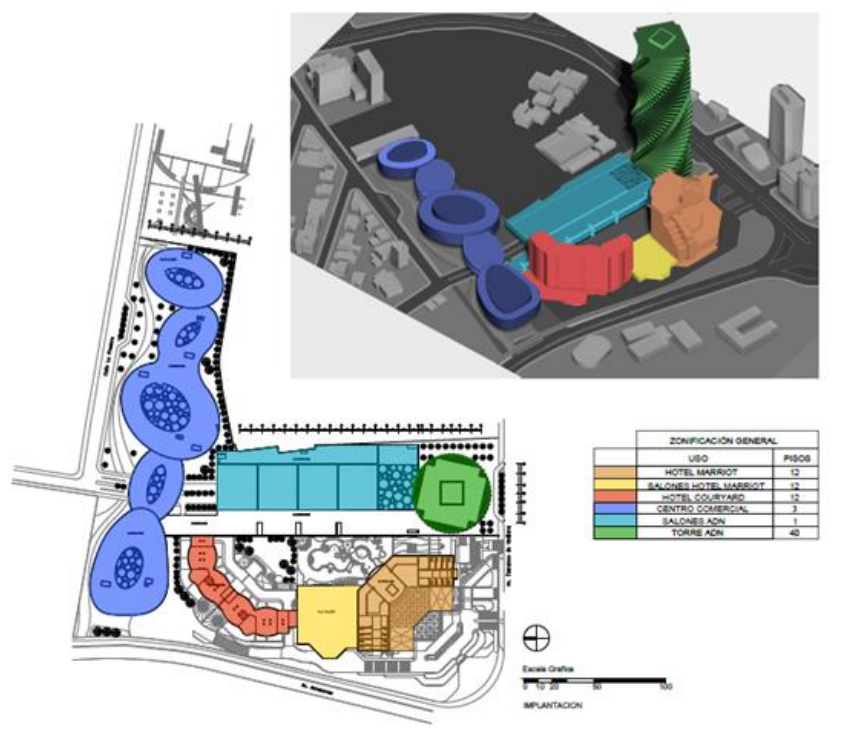 ZONIFICACIÓN GENERAL
USO PISOS
HOTEL MARRIOT 12
SALONES HOTEL MARRIOT 12
HOTEL COURYARD 12
CENTRO COMERCIAL 3
SALONES ADN 1
TORRE ADN 40
Escala Grafica
0 10 20 50 100
IMPLANTACION